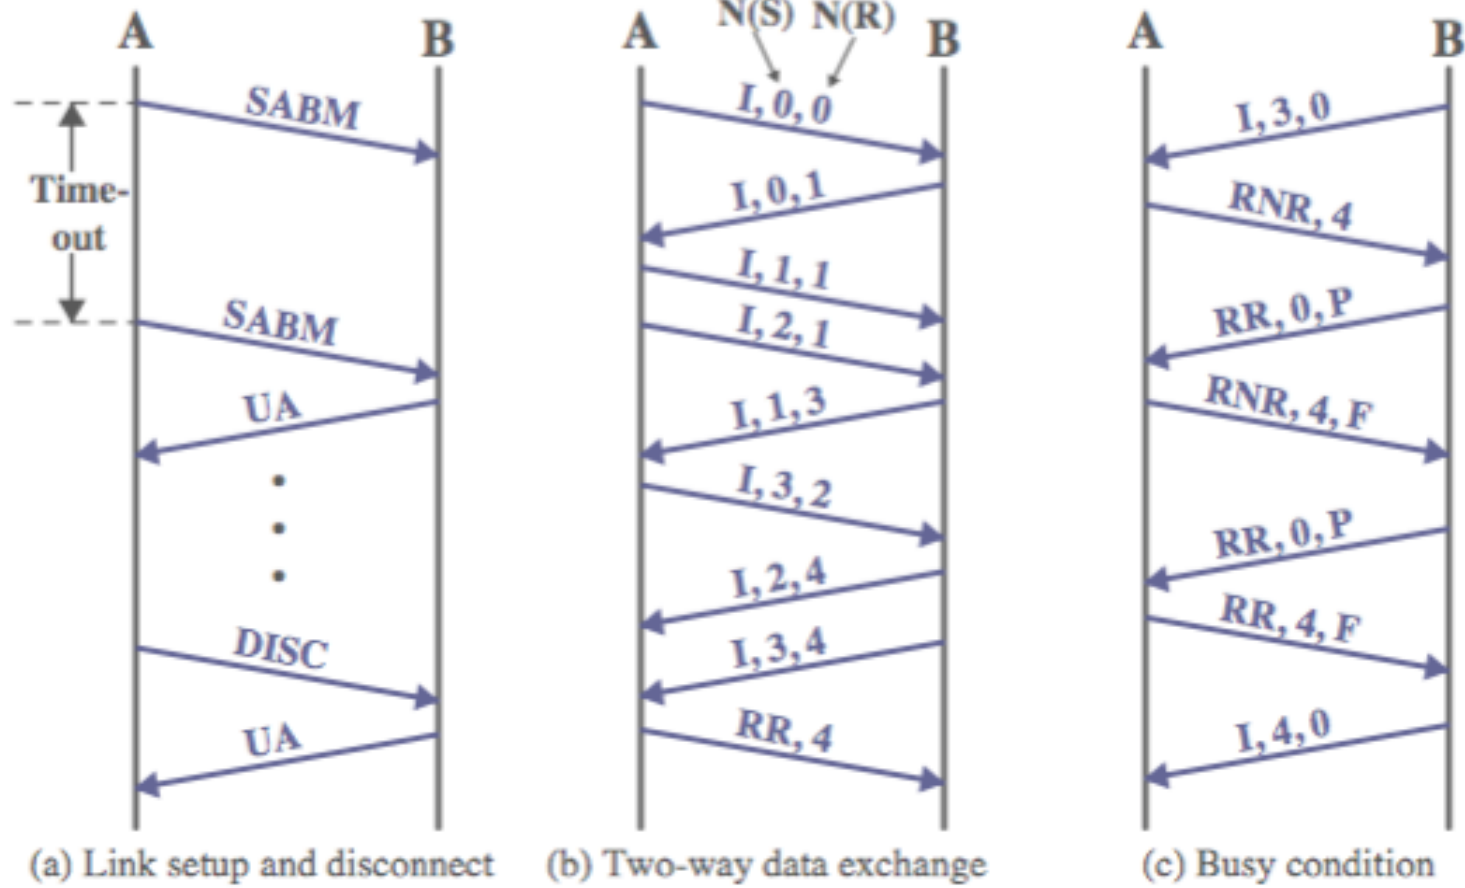 A
B
SABM
Time-
out
SABM
UA
DISC
UA
(a) Link setup and disconnect
N(S) N(R)
A
B
I, 0, 0
I, 0, 1
I, 1, 1
I, 2, 1
I, 1, 3
I, 3, 2
I, 2, 4
I, 3, 4
RR, 4
(b) Two-way data exchange
A
B
I, 3, 0
RNR, 4
RR, 0, P
RNR, 4, F
RR, 0, P
RR, 4, F
I, 4, 0
(c) Busy condition